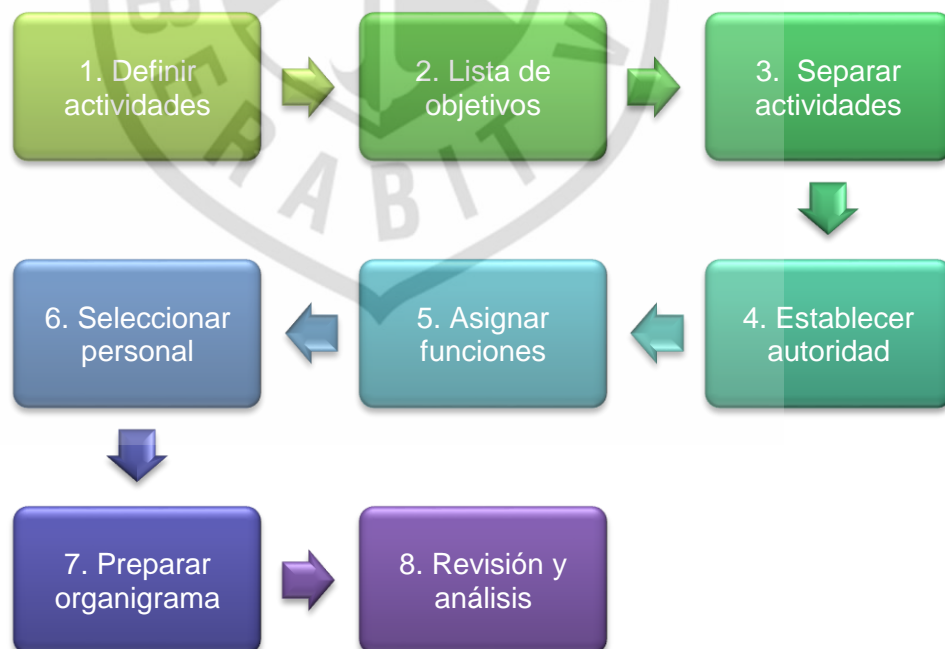 1. Definir
actividades
2. Lista de
objetivos
3. Separar
actividades
4. Establecer
autoridad
5. Asignar
funciones
6. Seleccionar
personal
7. Preparar
organigrama
8. Revisión y
análisis